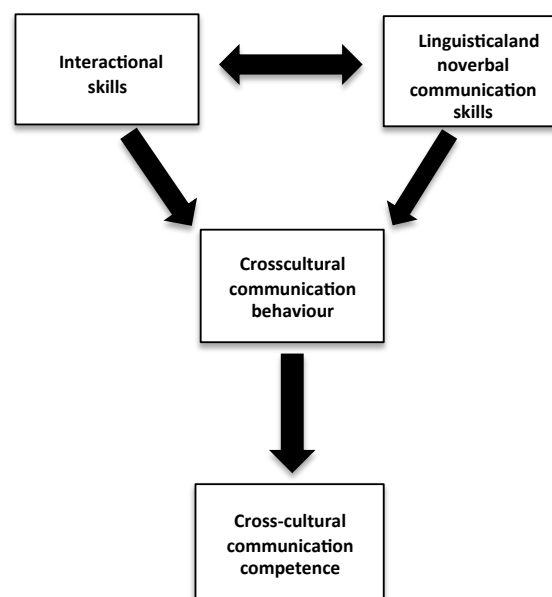 Interactional
skills
Linguisticaland
noverbal
communication
skills
Crosscultural
communication
behaviour
Cross-cultural
communication
competence